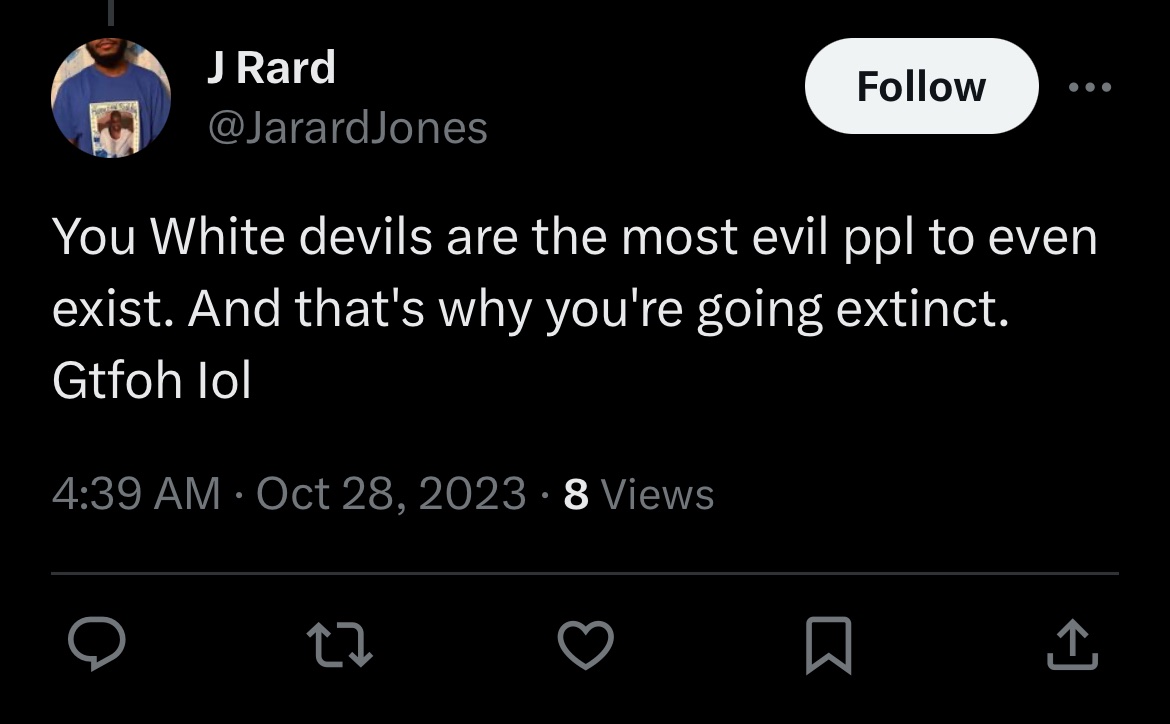 J Rard
Follow
@JarardJones
You White devils are the most evil ppl to even
exist. And that's why you're going extinct.
Gtfoh lol
4:39 AM · Oct 28, 2023 · 8 Views